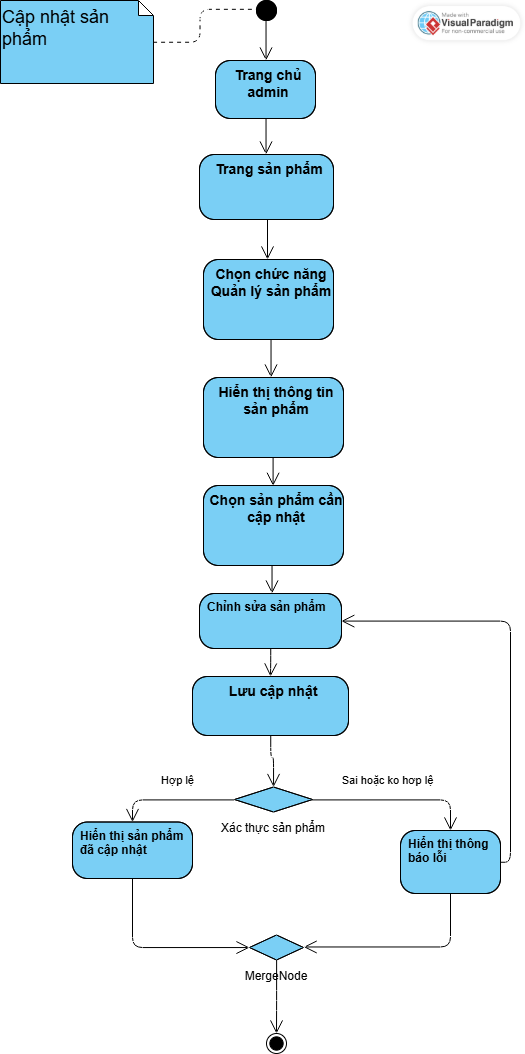 Cập nhật sản
phẩm
Made with
Visual Paradigm
For non-commercial use
Trang chủ
admin
Trang sản phẩm
Chọn chức năng
Quản lý sản phẩm
Hiển thị thông tin
sản phẩm
Chọn sản phẩm cần
cập nhật
Chỉnh sửa sản phẩm
Lưu cập nhật
Hợp lệ
Sai hoặc ko hơp lệ
Xác thực sản phẩm
Hiển thị sản phẩm
đã cập nhật
Hiển thị thông
báo lỗi
MergeNode